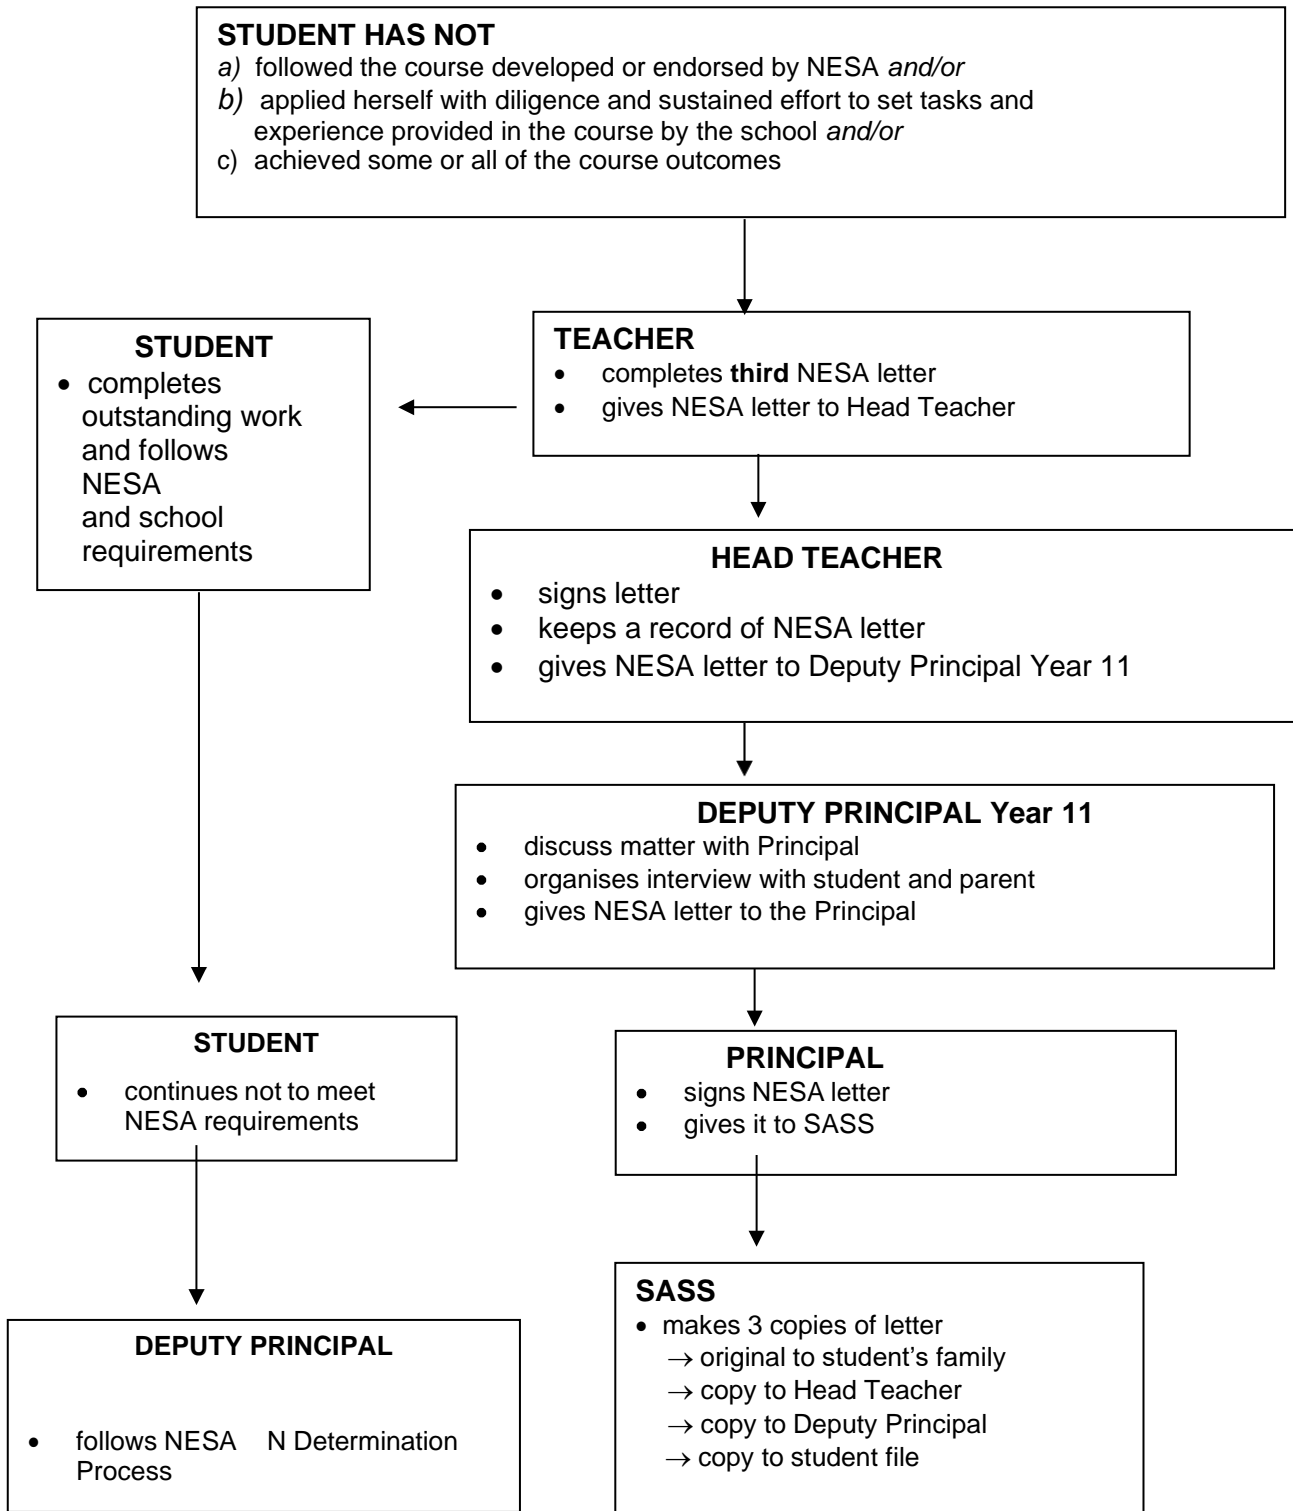 STUDENT HAS NOT
a) followed the course developed or endorsed by NESA and/or
b) applied herself with diligence and sustained effort to set tasks and
experience provided in the course by the school and/or
c) achieved some or all of the course outcomes
TEACHER
• completes third NESA letter
• gives NESA letter to Head Teacher
STUDENT
• completes
outstanding work
and follows
NESA
and school
requirements
HEAD TEACHER
• signs letter
• keeps a record of NESA letter
• gives NESA letter to Deputy Principal Year 11
DEPUTY PRINCIPAL Year 11
• discuss matter with Principal
• organises interview with student and parent
• gives NESA letter to the Principal
STUDENT
• continues not to meet
NESA requirements
PRINCIPAL
• signs NESA letter
• gives it to SASS
DEPUTY PRINCIPAL
• follows NESA N Determination
Process
SASS
• makes 3 copies of letter
→ original to student’s family
→ copy to Head Teacher
→ copy to Deputy Principal
→ copy to student file